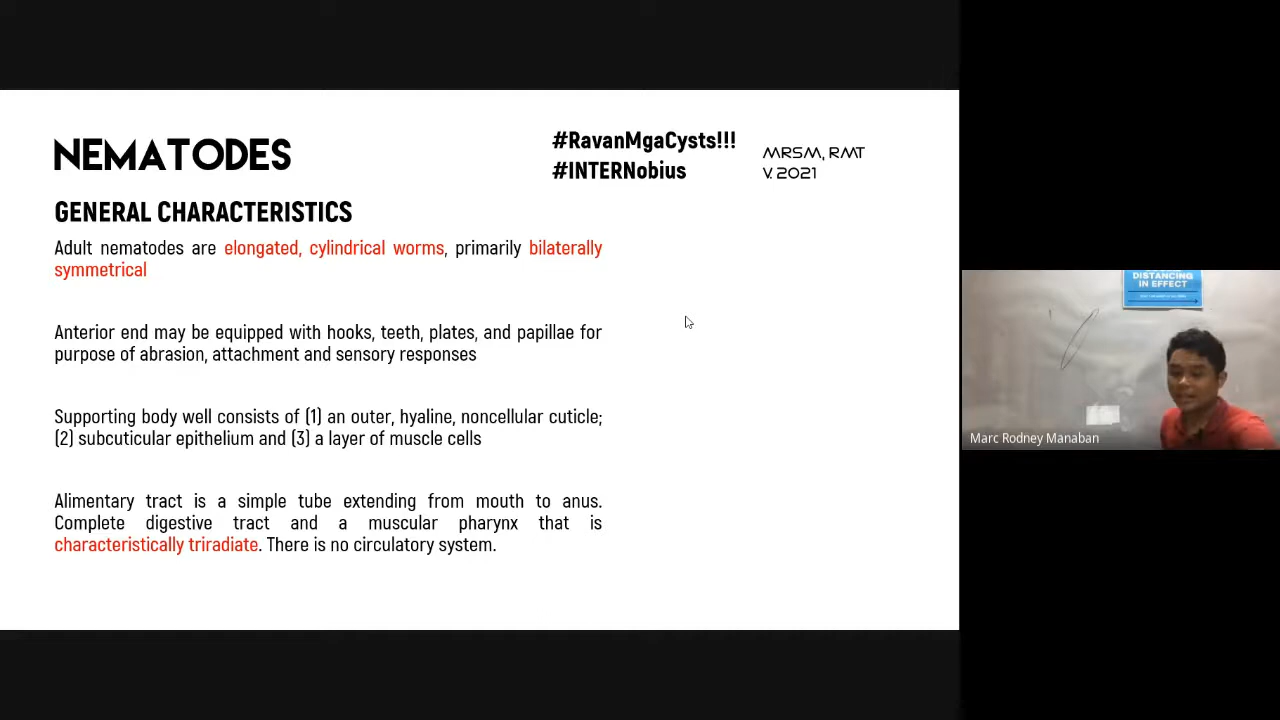 NEMATODES
#RavanMgaCysts!!!
#INTERNobius
MRSM, RMT
V. 2021
GENERAL CHARACTERISTICS
Adult nematodes are elongated, cylindrical worms, primarily bilaterally
symmetrical
Anterior end may be equipped with hooks, teeth, plates, and papillae for
purpose of abrasion, attachment and sensory responses
Supporting body well consists of (1) an outer, hyaline, noncellular cuticle;
(2) subcuticular epithelium and (3) a layer of muscle cells
Alimentary tract is a simple tube extending from mouth to anus.
Complete digestive tract and a muscular pharynx that is
characteristically triradiate. There is no circulatory system.
DISTANCING
IN EFFECT
Marc Rodney Manaban